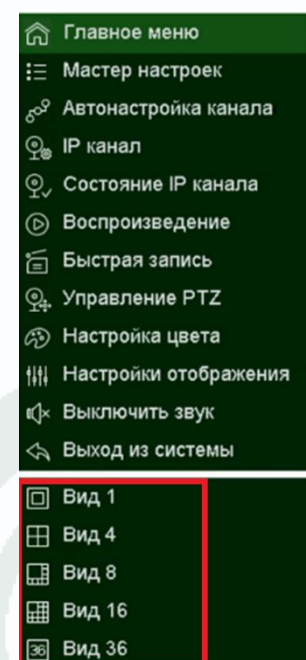 Главное меню
Мастер настроек
Автонастройка канала
IP канал
Состояние IP канала
Воспроизведение
Быстрая запись
Управление PTZ
Настройка цвета
Настройки отображения
Выключить звук
Выход из системы
Вид 1
Вид 4
Вид 8
Вид 16
36 Вид 36